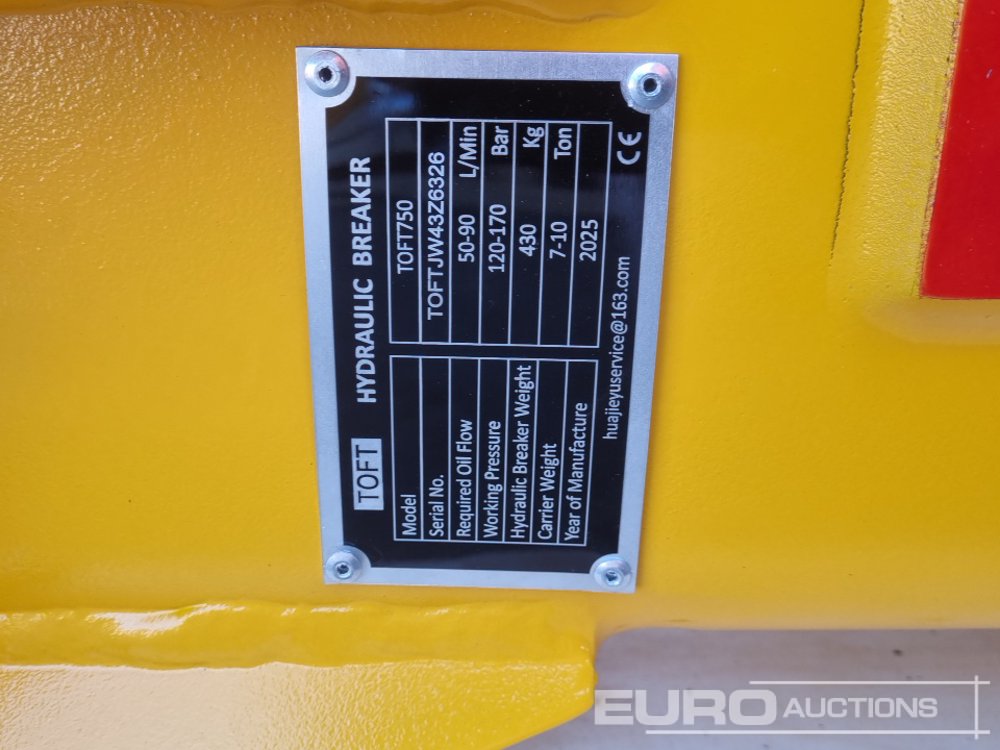 TOFT HYDRAULIC BREAKER
Model TOFT750
Serial No. TOFTJW43Z6326
Required Oil Flow 50-90 L/Min
Working Pressure 120-170 Bar
Hydraulic Breaker Weight 430 Kg
Carrier Weight 7-10 Ton
Year of Manufacture 2025
huajieyuservice@163.com CE
EURO AUCTIONS